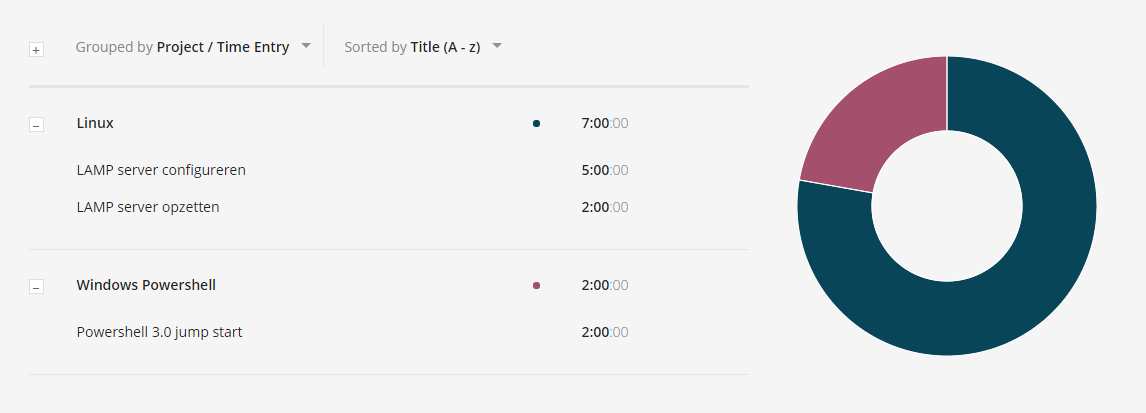 Grouped by Project / Time Entry Sorted by Title (A - z)
Linux 7:00:00
LAMP server configureren 5:00:00
LAMP server opzetten 2:00:00
Windows Powershell 2:00:00
Powershell 3.0 jump start 2:00:00